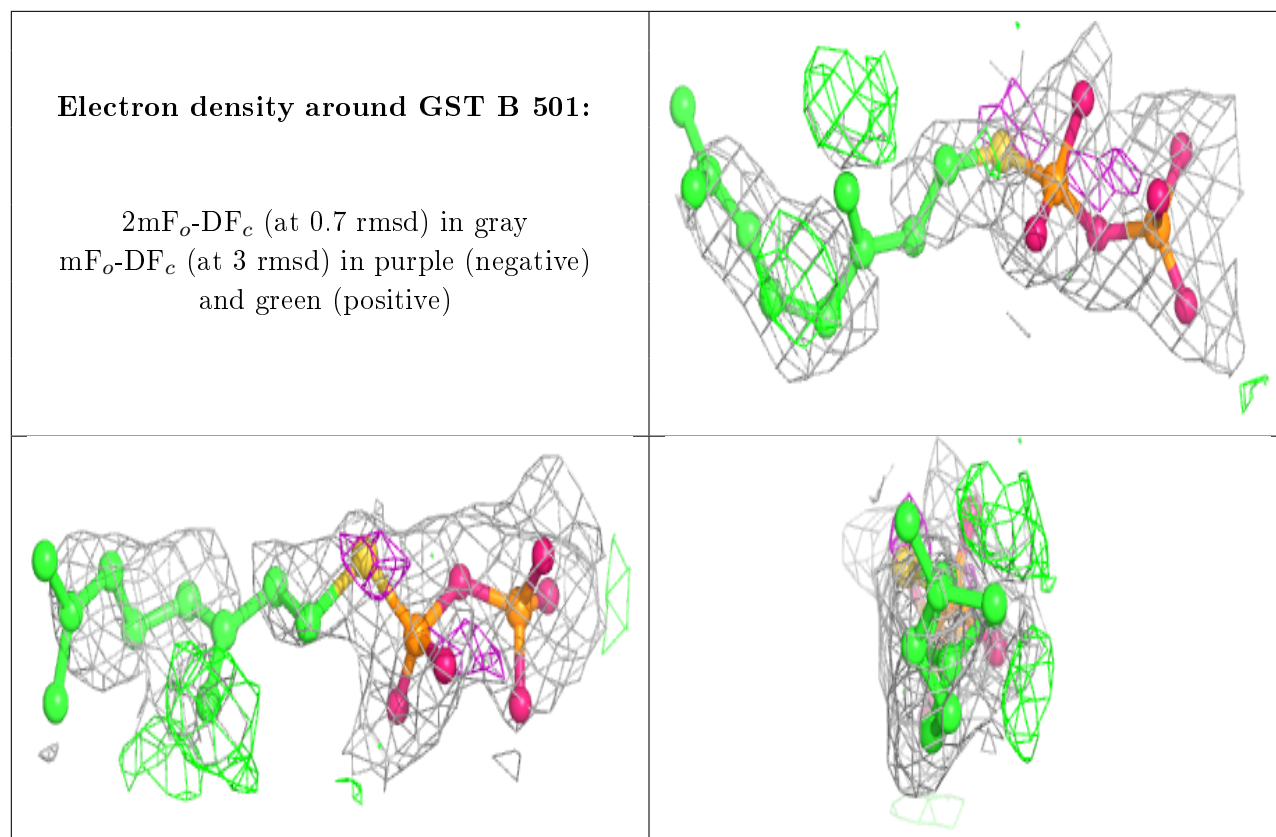 Electron density around GST B 501:
2mFo-DFc (at 0.7 rmsd) in gray
mFo-DFc (at 3 rmsd) in purple (negative)
and green (positive)